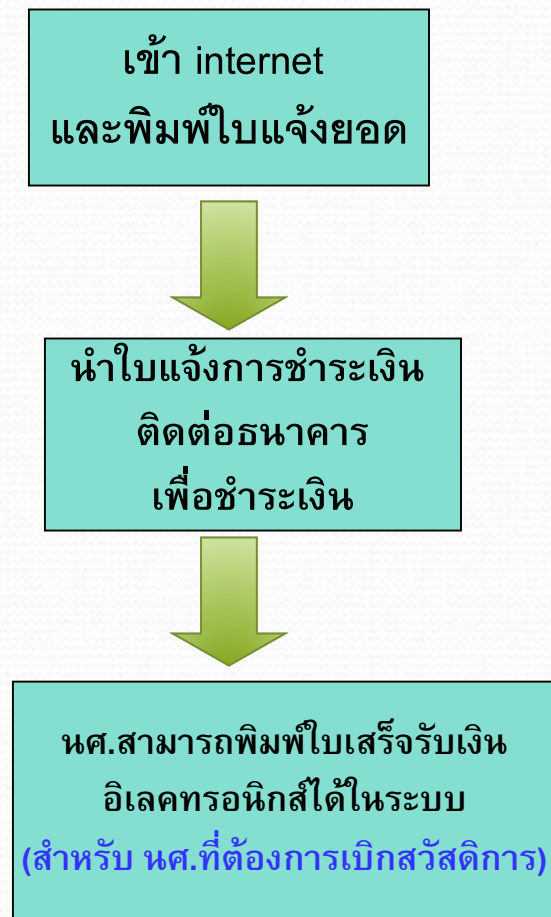 เข้า internet
และพิมพ์ใบแจ้งยอด
นำใบแจ้งการชำระเงิน
ติดต่อธนาคาร
เพื่อชำระเงิน
นศ.สามารถพิมพ์ใบเสร็จรับเงิน
อิเลคทรอนิกส์ได้ในระบบ
(สำหรับ นศ.ที่ต้องการเบิกสวัสดิการ)